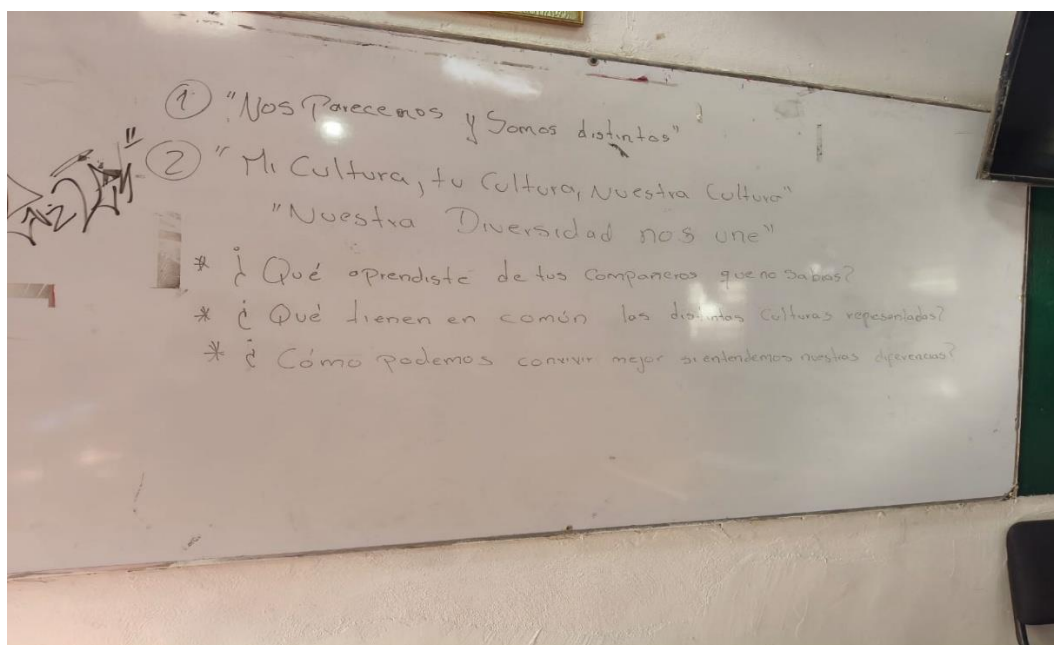 ① "Nos Parecemos y Somos distintos"
② "Mi Cultura, tu Cultura, Nuestra Cultura"
"Nuestra Diversidad nos une"
* ¿Qué aprendiste de tus Compañeros que no sabias?
* ¿Qué tienen en común las distintas Culturas representadas?
* ¿Cómo podemos convivir mejor si entendemos nuestras diferencias?